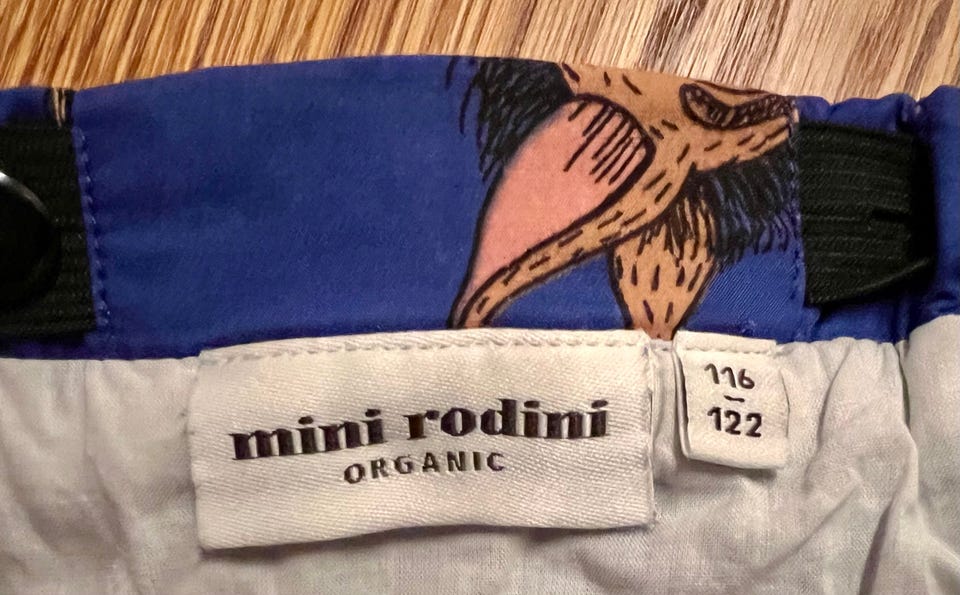 mini rodini
ORGANIC
116
–
122